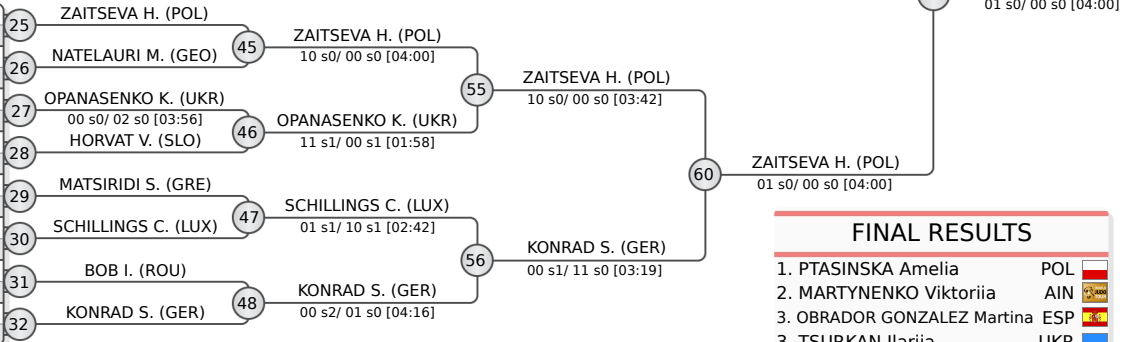 01 s0/ 00 s0 [04:00]
25
ZAITSEVA H. (POL)
45
ZAITSEVA H. (POL)
10 s0/ 00 s0 [04:00]
26
NATELAURI M. (GEO)
55
ZAITSEVA H. (POL)
10 s0/ 00 s0 [03:42]
27
OPANASENKO K. (UKR)
00 s0/ 02 s0 [03:56]
46
OPANASENKO K. (UKR)
11 s1/ 00 s1 [01:58]
28
HORVAT V. (SLO)
60
ZAITSEVA H. (POL)
01 s0/ 00 s0 [04:00]
29
MATSIRIDI S. (GRE)
47
SCHILLINGS C. (LUX)
01 s1/ 10 s1 [02:42]
30
SCHILLINGS C. (LUX)
56
KONRAD S. (GER)
00 s1/ 11 s0 [03:19]
31
BOB I. (ROU)
48
KONRAD S. (GER)
00 s2/ 01 s0 [04:16]
32
KONRAD S. (GER)
FINAL RESULTS
1. PTASINSKA Amelia POL
2. MARTYNENKO Viktoriia AIN
3. OBRADOR GONZALEZ Martina ESP
3. TSURKAN Ilariia UKR